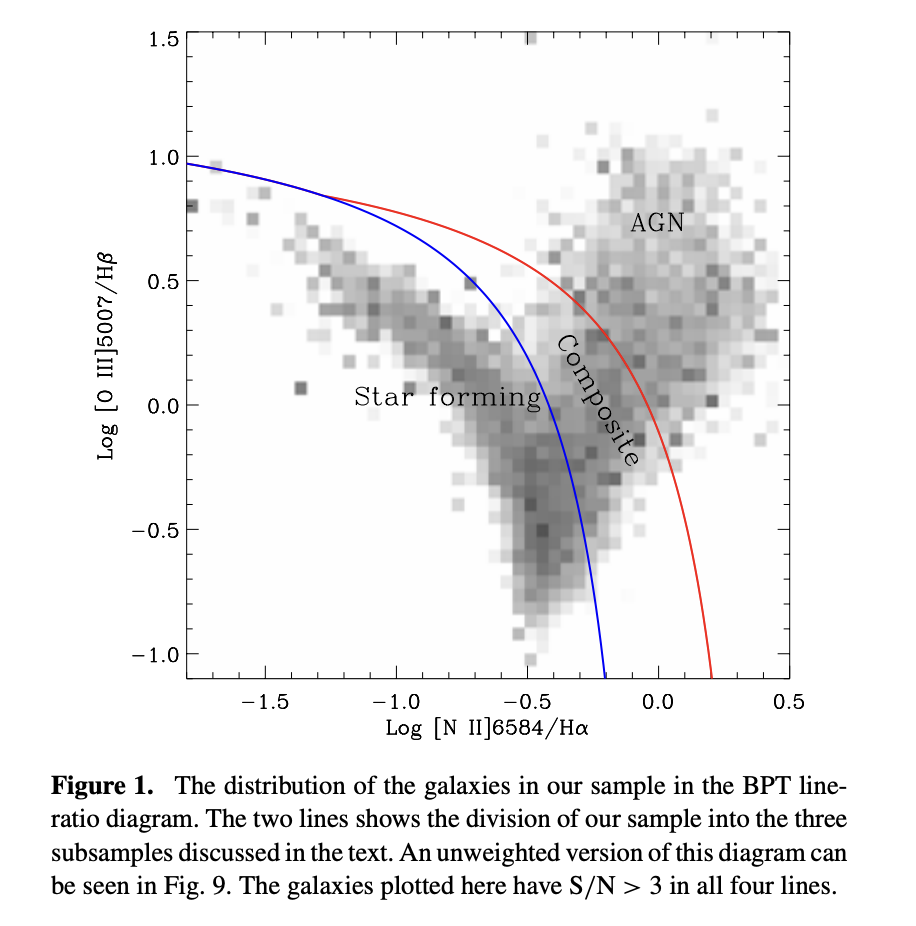 1.5
1.0
0.5
0.0
−0.5
−1.0
Log [O III]5007/Hβ
AGN
Composite
Star forming
−1.5 −1.0 −0.5 0.0 0.5
Log [N II]6584/Hα
Figure 1. The distribution of the galaxies in our sample in the BPT line-
ratio diagram. The two lines shows the division of our sample into the three
subsamples discussed in the text. An unweighted version of this diagram can
be seen in Fig. 9. The galaxies plotted here have S/N > 3 in all four lines.